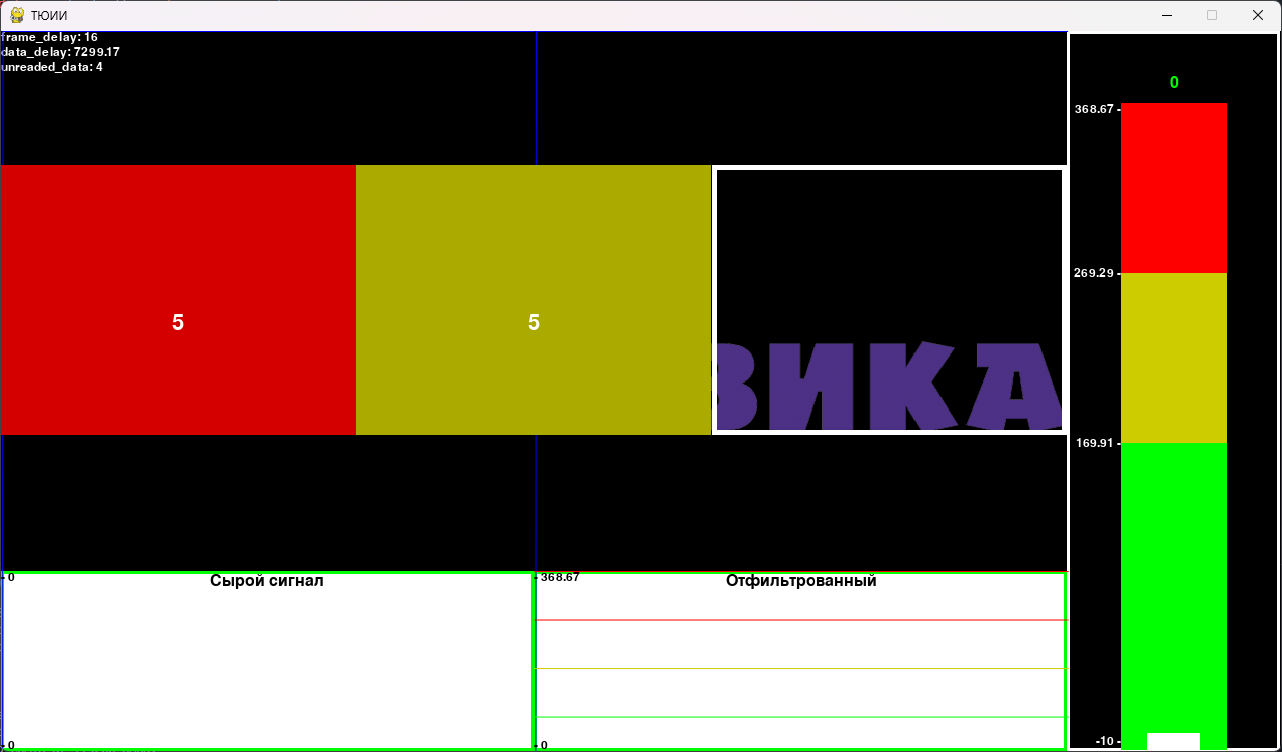 ТЮИИ
frame_delay: 16
data_delay: 7299.17
unreaded_data: 4
0
368.67 -
269.29 -
169.91 -
-10 -
5
5
ВИКА
- 0
Сырой сигнал
- 0
- 368.67
Отфильтрованный
- 0